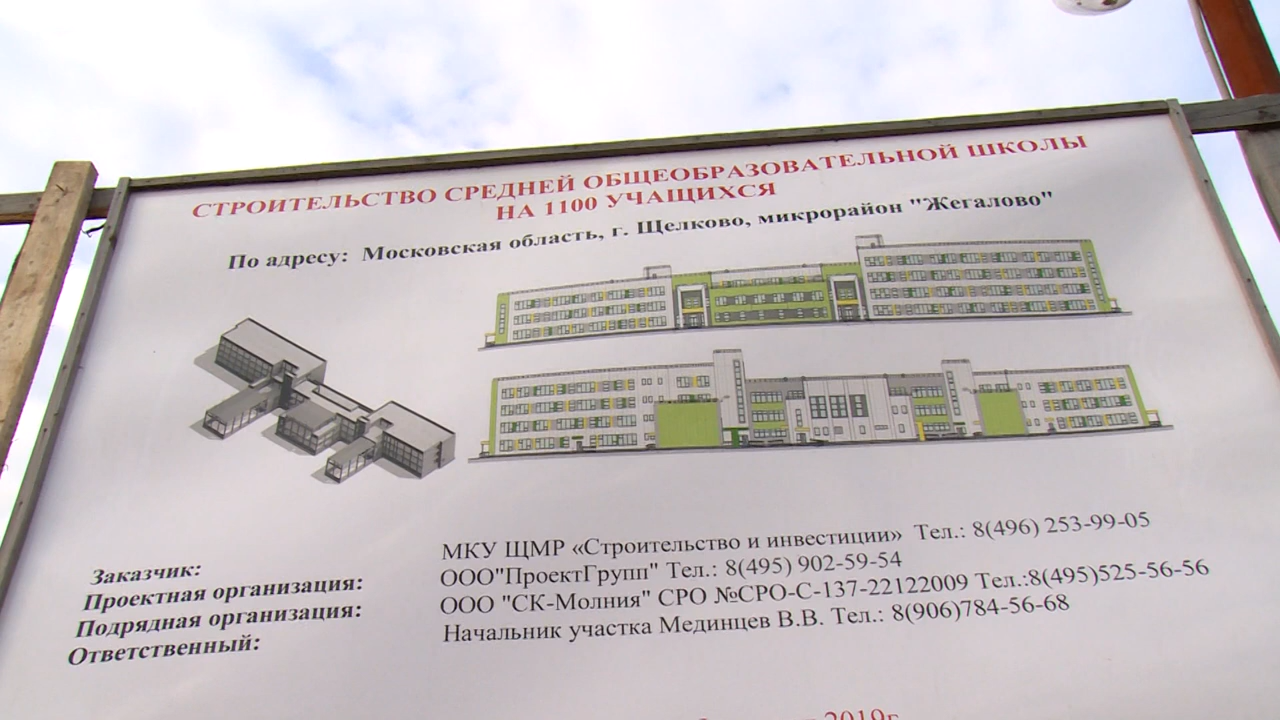 СТРОИТЕЛЬСТВО СРЕДНЕЙ ОБЩЕОБРАЗОВАТЕЛЬНОЙ ШКОЛЫ
НА 1100 УЧАЩИХСЯ
По адресу: Московская область, г. Щелково, микрорайон "Жегалово"
Заказчик: МКУ ЩМР «Строительство и инвестиции» Тел.: 8(496) 253-99-05
Проектная организация: ООО"ПроектГрупп" Тел.: 8(495) 902-59-54
Подрядная организация: ООО "СК-Молния" СРО №СРО-С-137-22122009 Тел.:8(495)525-56-56
Ответственный: Начальник участка Мединцев В.В. Тел.: 8(906)784-56-68
2019г